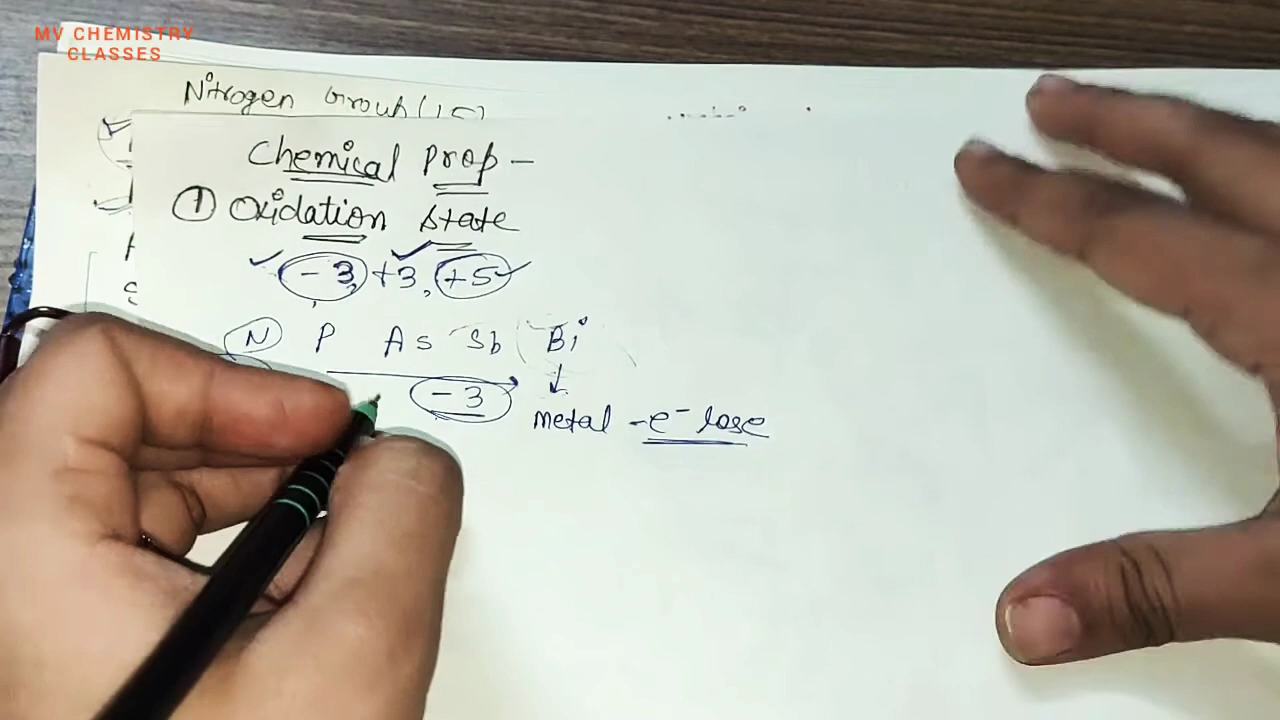 MV CHEMISTRY
CLASSES
Nitrogen Group (15)
Chemical Prop -
① Oxidation State
- 3, +3, +5
N P As Sb Bi
- 3
metal - e⁻ lose